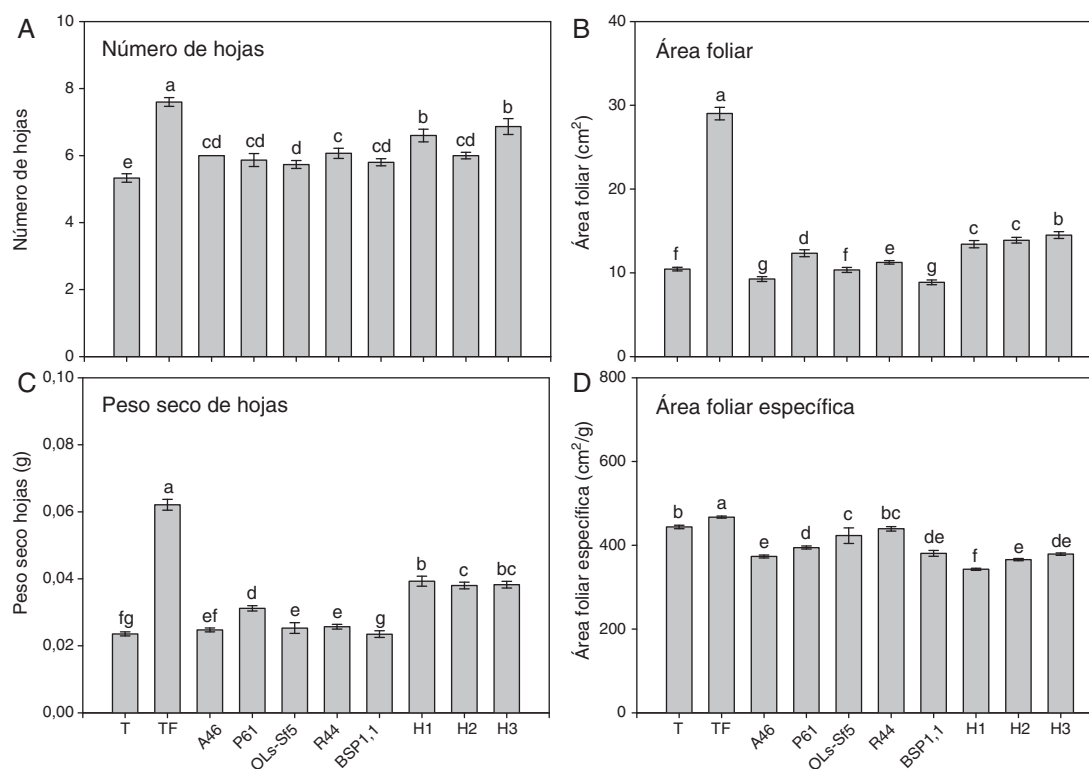 A
Número de hojas
Número de hojas
10
8
6
4
2
0
e
a
cd
cd
d
c
cd
b
cd
b
B
Área foliar
Área foliar (cm²)
40
30
20
10
0
f
a
g
d
f
e
g
c
c
b
C
Peso seco de hojas
Peso seco hojas (g)
0,10
0,08
0,06
0,04
0,02
0,00
fg
a
ef
d
e
e
g
b
c
bc
T
TF
A46
P61
OLs-Sf5
R44
BSP1,1
H1
H2
H3
D
Área foliar específica
Área foliar específica (cm²/g)
800
600
400
200
0
b
a
e
d
c
bc
de
f
e
de
T
TF
A46
P61
OLs-Sf5
R44
BSP1,1
H1
H2
H3